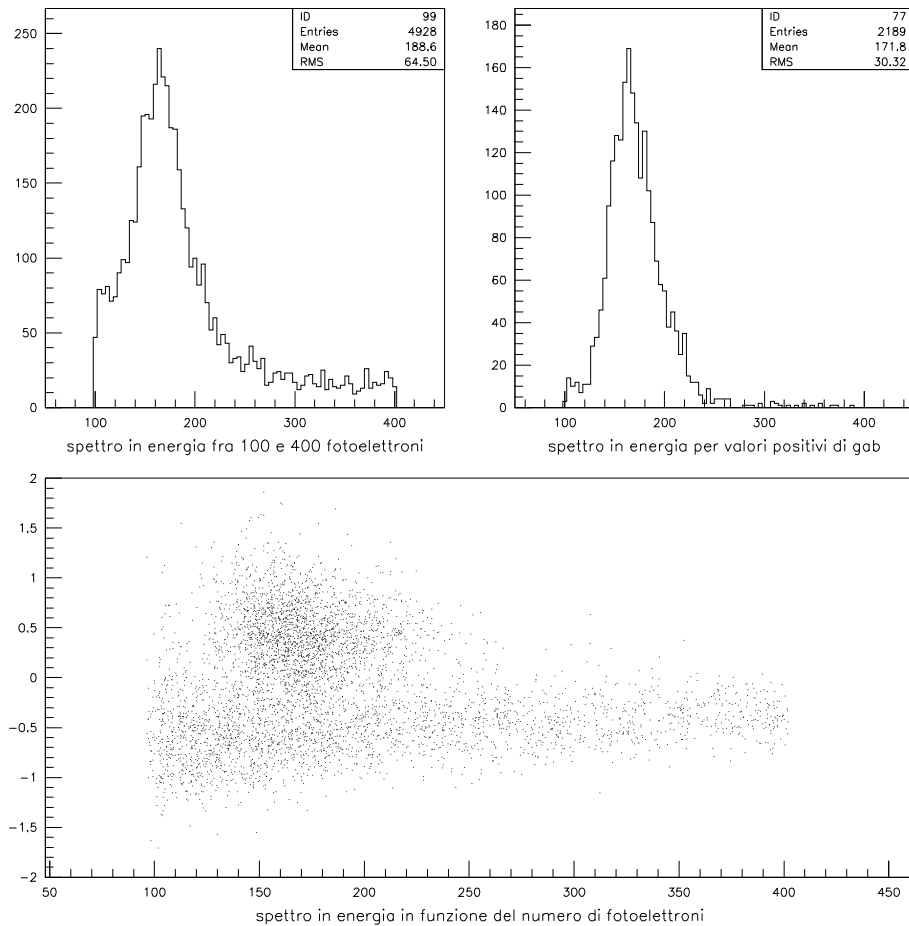 ID 99
Entries 4928
Mean 188.6
RMS 64.50
250
200
150
100
50
0
100 200 300 400
spettro in energia fra 100 e 400 fotoelettroni
ID 77
Entries 2189
Mean 171.8
RMS 30.32
180
160
140
120
100
80
60
40
20
0
100 200 300 400
spettro in energia per valori positivi di gab
2
1.5
1
0.5
0
-0.5
-1
-1.5
-2
50 100 150 200 250 300 350 400 450
spettro in energia in funzione del numero di fotoelettroni